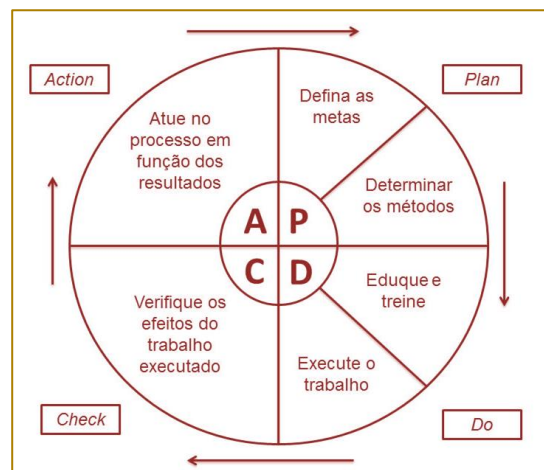 Action
Plan
Atue no
processo em
função dos
resultados
Defina as
metas
Determinar
os métodos
A P
C D
Verifique os
efeitos do
trabalho
executado
Eduque e
treine
Execute o
trabalho
Check
Do